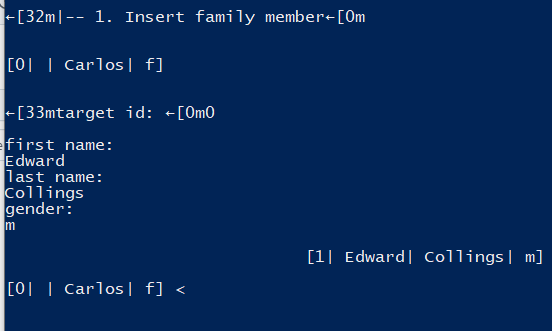 ←[32m|-- 1. Insert family member←[0m
[0| | Carlos| f]
←[33mtarget id: ←[0m0
first name:
Edward
last name:
Collings
gender:
m
[1| Edward| Collings| m]
[0| | Carlos| f] <